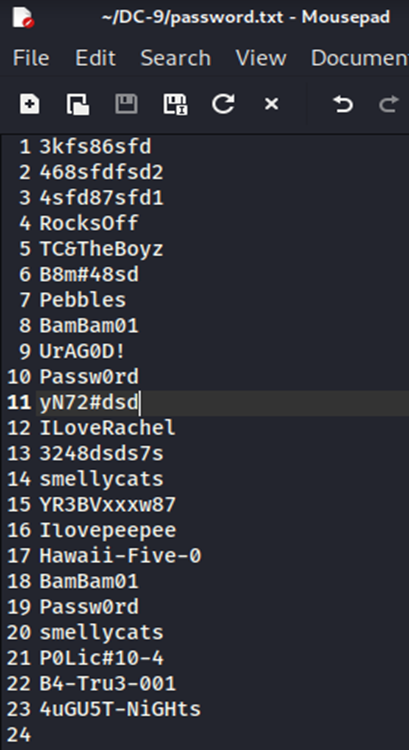 ~/DC-9/password.txt - Mousepad
File Edit Search View Documen
1 3kfs86sfd
2 468sfdfsd2
3 4sfd87sfd1
4 RocksOff
5 TC&TheBoyz
6 B8m#48sd
7 Pebbles
8 BamBam01
9 UrAG0D!
10 Passw0rd
11 yN72#dsd
12 ILoveRachel
13 3248dsds7s
14 smellycats
15 YR3BVxxxw87
16 Ilovepeepee
17 Hawaii-Five-0
18 BamBam01
19 Passw0rd
20 smellycats
21 P0Lic#10-4
22 B4-Tru3-001
23 4uGU5T-NiGHts
24